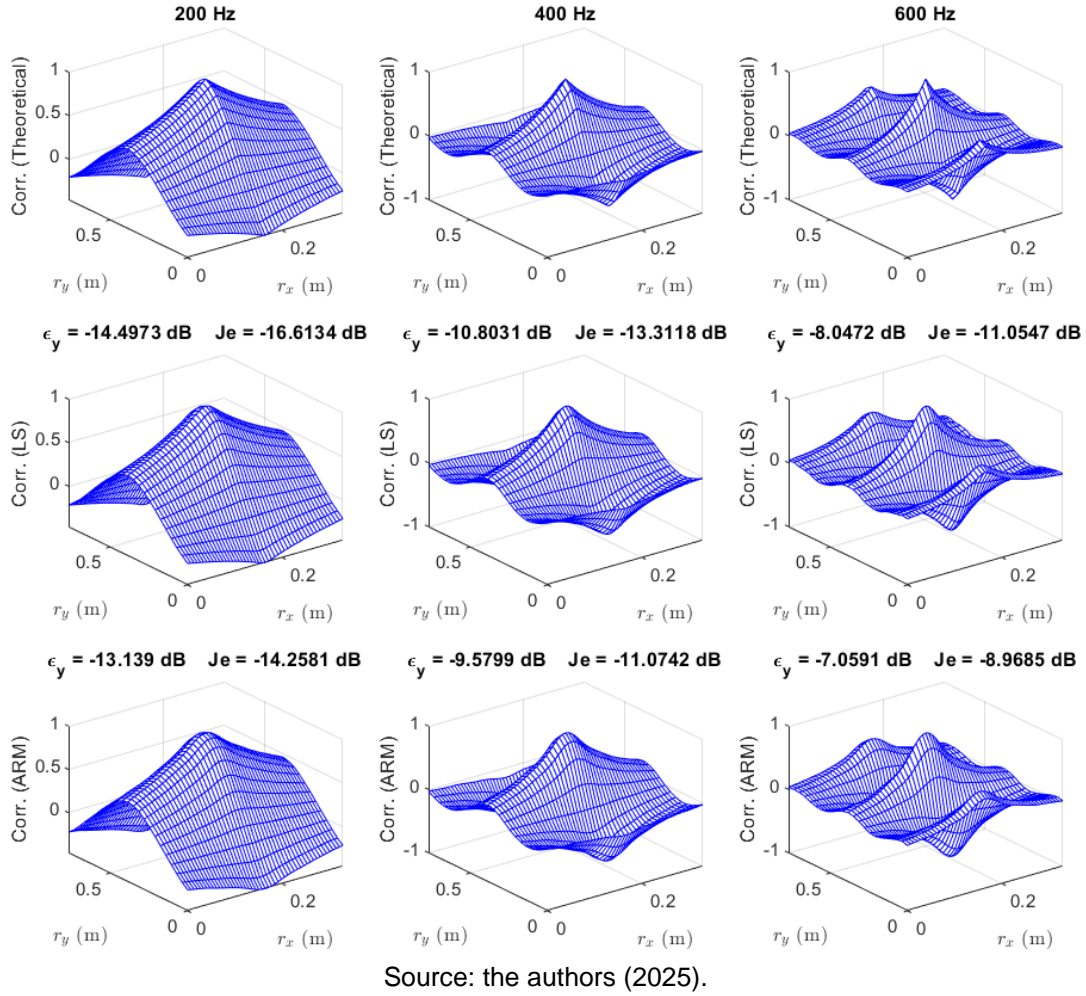 200 Hz 400 Hz 600 Hz
Corr. (Theoretical) 1 0.5 0 0.5 0 0 0.2 r_y (m) r_x (m)
Corr. (Theoretical) 1 0 -1 0.5 0 0 0.2 r_y (m) r_x (m)
Corr. (Theoretical) 1 0 -1 0.5 0 0 0.2 r_y (m) r_x (m)
ϵ_y = -14.4973 dB Je = -16.6134 dB ϵ_y = -10.8031 dB Je = -13.3118 dB ϵ_y = -8.0472 dB Je = -11.0547 dB
Corr. (LS) 1 0.5 0 0.5 0 0 0.2 r_y (m) r_x (m)
Corr. (LS) 1 0 -1 0.5 0 0 0.2 r_y (m) r_x (m)
Corr. (LS) 1 0 -1 0.5 0 0 0.2 r_y (m) r_x (m)
ϵ_y = -13.139 dB Je = -14.2581 dB ϵ_y = -9.5799 dB Je = -11.0742 dB ϵ_y = -7.0591 dB Je = -8.9685 dB
Corr. (ARM) 1 0.5 0 0.5 0 0 0.2 r_y (m) r_x (m)
Corr. (ARM) 1 0 -1 0.5 0 0 0.2 r_y (m) r_x (m)
Corr. (ARM) 1 0 -1 0.5 0 0 0.2 r_y (m) r_x (m)
Source: the authors (2025).